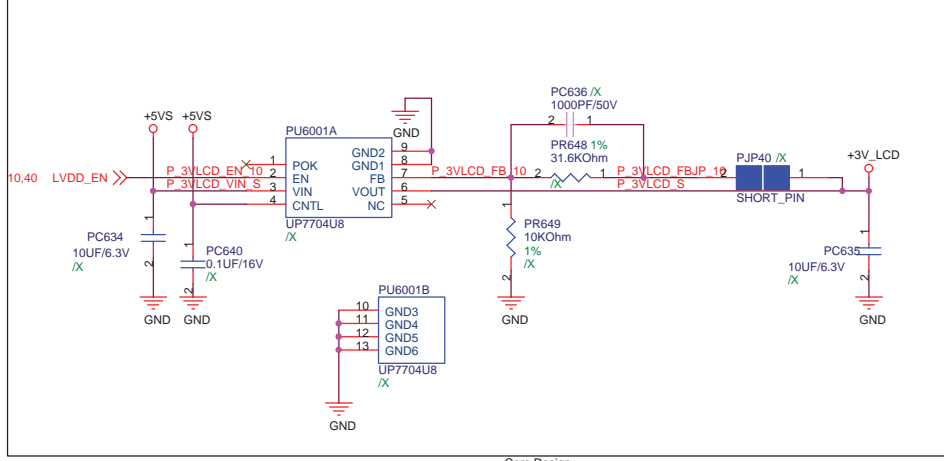 PC636 /X
1000PF/50V
2 1
+5VS +5VS
GND
PU6001A
PR648 1%
31.6KOhm
+3V_LCD
PJP40 /X
10,40 LVDD_EN
P_3VLCD_EN_10
P_3VLCD_VIN_S
1 POK
2 EN
3 VIN
4 CNTL
GND2 9
GND1 8
FB 7
VOUT 6
NC 5
P_3VLCD_FB_10
2 1
/X
P_3VLCD_FBJP_10
P_3VLCD_S
2 1
SHORT_PIN
UP7704U8
/X
1
PC634
10UF/6.3V
/X
2
GND
1
PC640
0.1UF/16V
/X
2
GND
1
PR649
10KOhm
1%
/X
2
GND
1
PC635
10UF/6.3V
/X
2
GND
PU6001B
10 GND3
11 GND4
12 GND5
13 GND6
UP7704U8
/X
GND